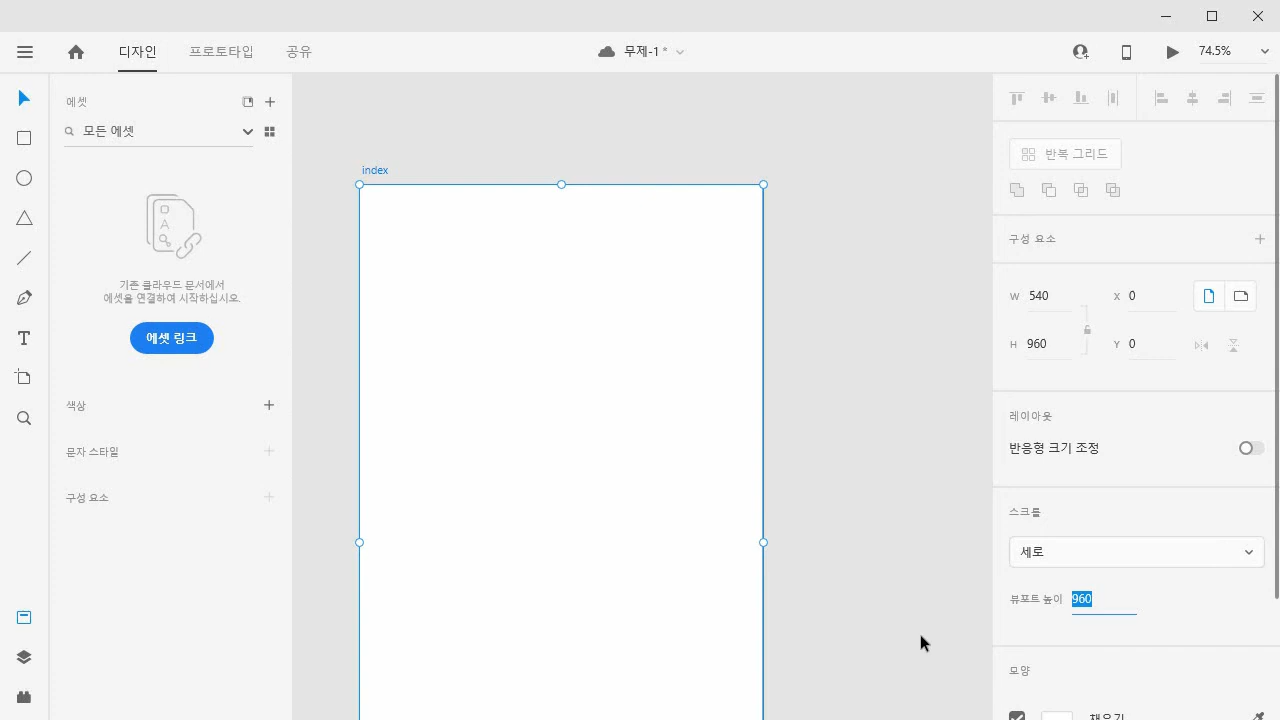 디자인 프로토타입 공유 무제-1 * 74.5%
에셋
모든 에셋
기존 클라우드 문서에서
에셋을 연결하여 시작하십시오.
에셋 링크
색상
문자 스타일
구성 요소
index
반복 그리드
구성 요소
W 540 X 0
H 960 Y 0
레이아웃
반응형 크기 조정
스크롤
세로
뷰포트 높이 960
모양
채우기